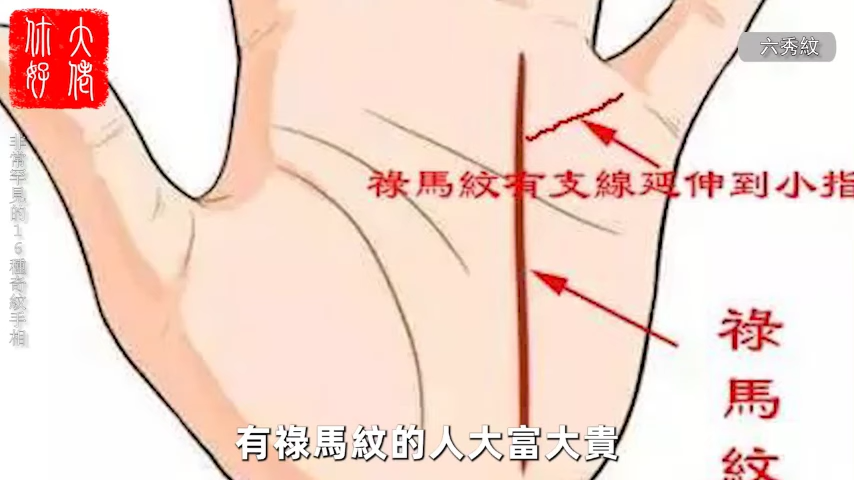 大佬
休好
六秀紋
非常罕見的16種奇紋手相
祿馬紋有支線延伸到小指
祿馬紋
有祿馬紋的人大富大貴